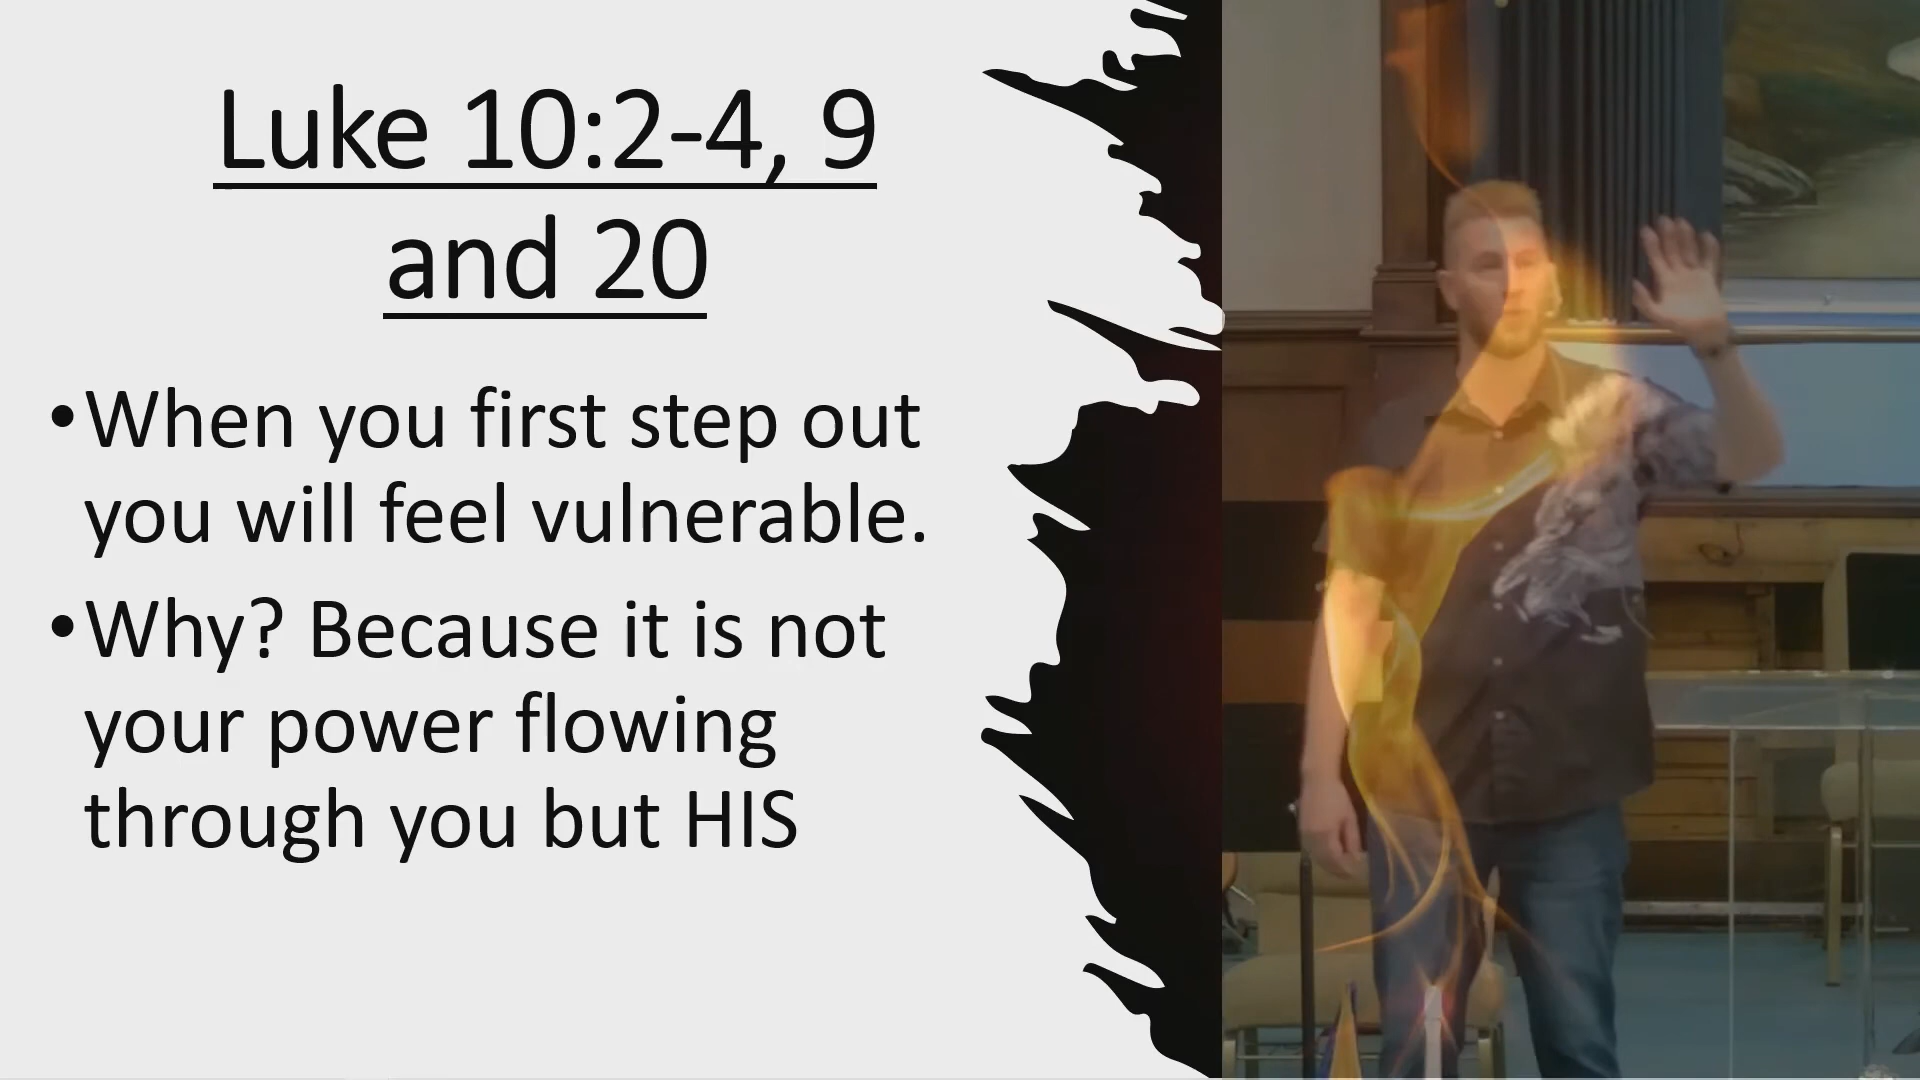 Luke 10:2-4, 9
and 20
•When you first step out
you will feel vulnerable.
•Why? Because it is not
your power flowing
through you but HIS